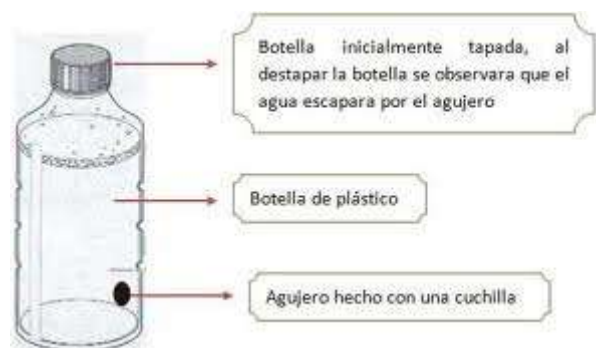 Botella inicialmente tapada, al
destapar la botella se observara que el
agua escapara por el agujero
Botella de plástico
Agujero hecho con una cuchilla